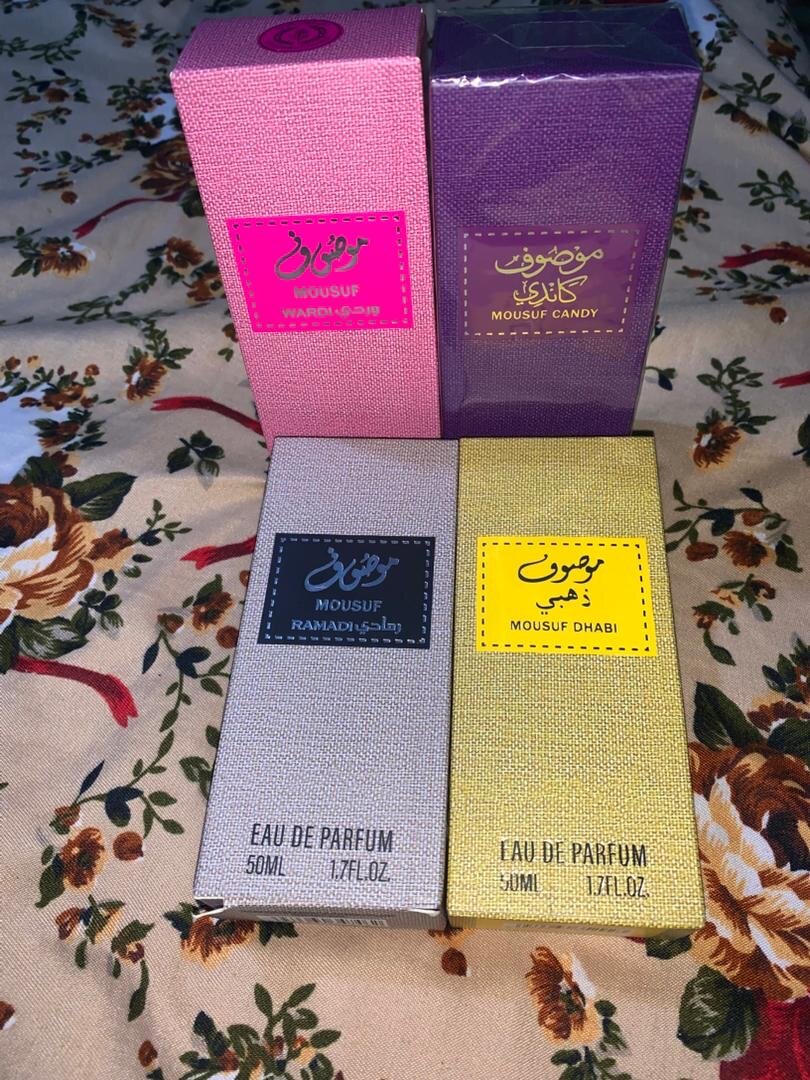 موصوف
MOUSUF
WARDI وردي
موصوف
كاندي
MOUSUF CANDY
موصوف
MOUSUF
RAMADI رمادي
EAU DE PARFUM
50ML 1.7FL.OZ.
موصوف
ذهبي
MOUSUF DHABI
EAU DE PARFUM
50ML 1.7FL.OZ.